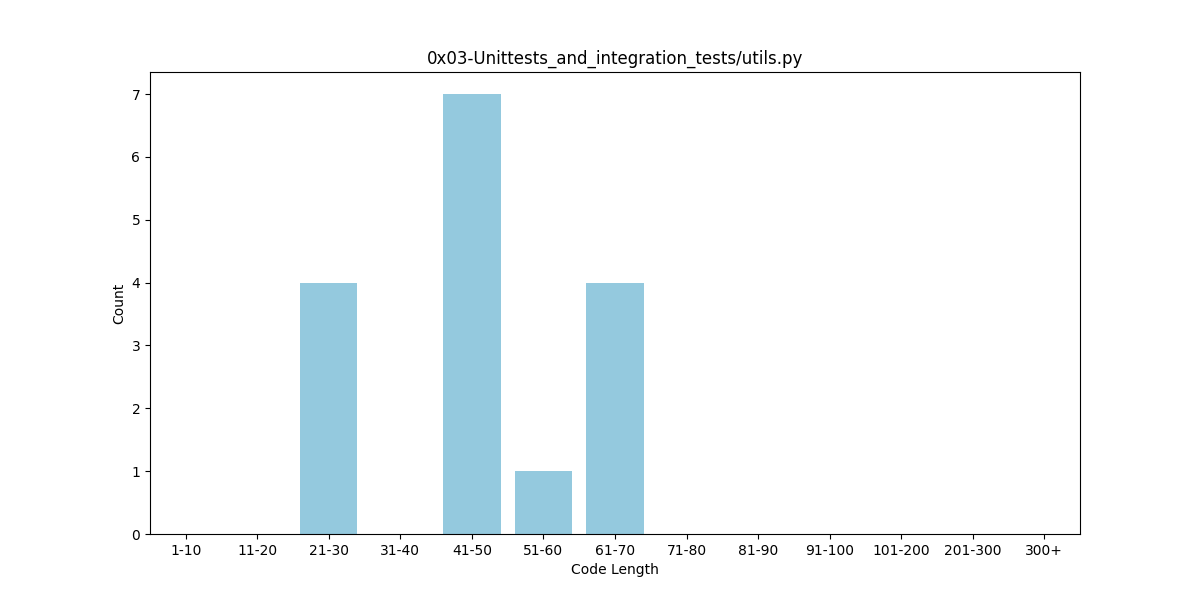 0x03-Unittests_and_integration_tests/utils.py
7
6
5
4
3
2
1
0
Count
1-10 11-20 21-30 31-40 41-50 51-60 61-70 71-80 81-90 91-100 101-200 201-300 300+
Code Length